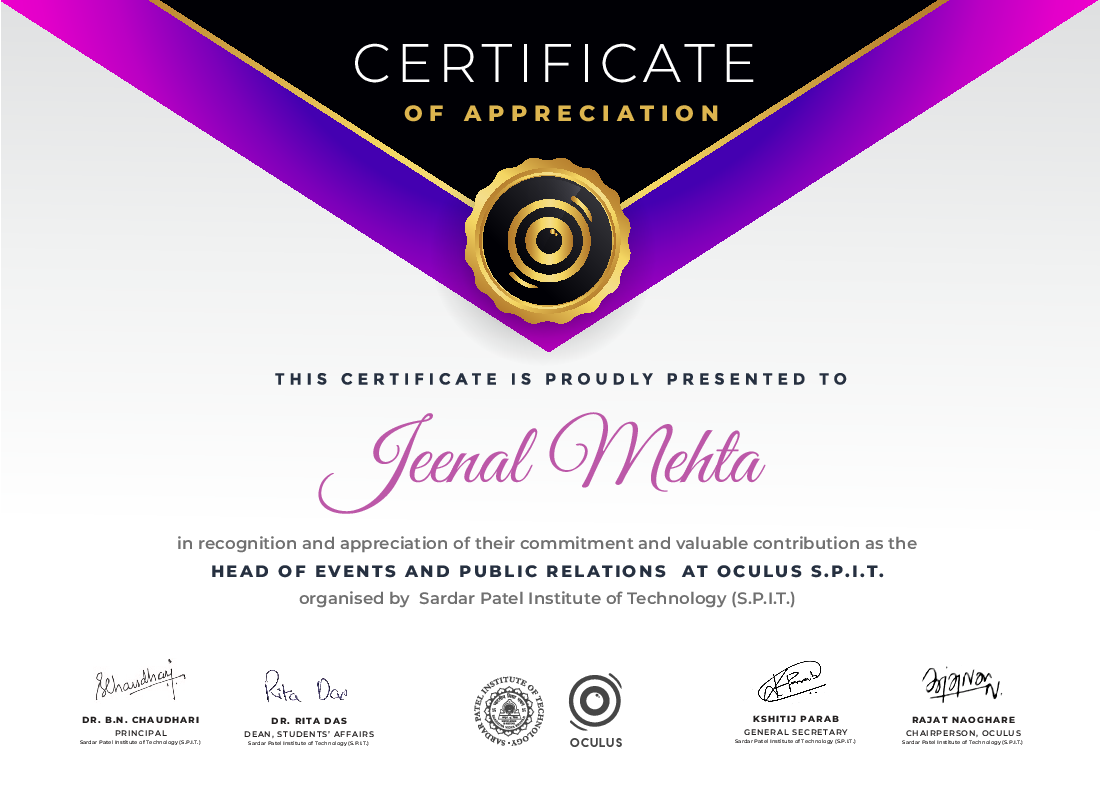 CERTIFICATE
OF APPRECIATION
THIS CERTIFICATE IS PROUDLY PRESENTED TO
Jeenal Mehta
in recognition and appreciation of their commitment and valuable contribution as the
HEAD OF EVENTS AND PUBLIC RELATIONS AT OCULUS S.P.I.T.
organised by Sardar Patel Institute of Technology (S.P.I.T.)
Rita Das
DR. B.N. CHAUDHARI
PRINCIPAL
Sardar Patel Institute of Technology (S.P.I.T.)
DR. RITA DAS
DEAN, STUDENTS' AFFAIRS
Sardar Patel Institute of Technology (S.P.I.T.)
SARDAR PATEL INSTITUTE OF TECHNOLOGY
OCULUS
KSHITIJ PARAB
GENERAL SECRETARY
Sardar Patel Institute of Technology (S.P.I.T.)
RAJAT NAOGHARE
CHAIRPERSON, OCULUS
Sardar Patel Institute of Technology (S.P.I.T.)